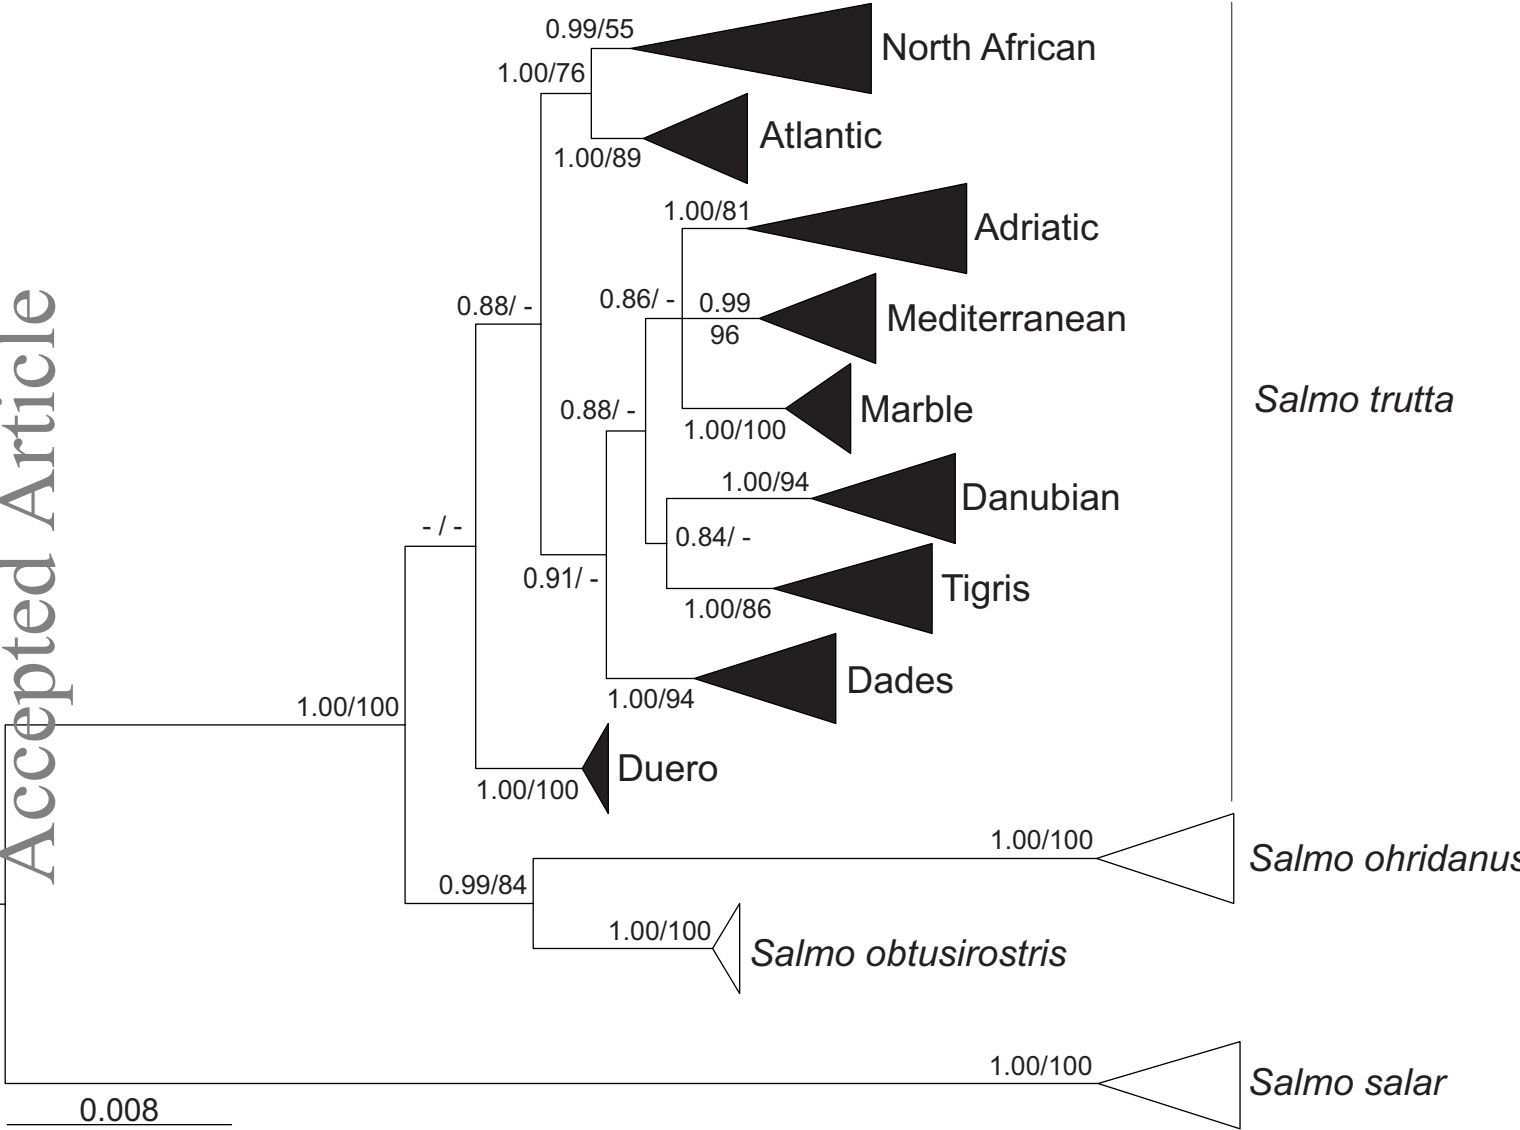 0.99/55
North African
1.00/76
Atlantic
1.00/89
1.00/81
Adriatic
0.88/ -
0.86/ -
0.99
Mediterranean
96
Salmo trutta
0.88/ -
Marble
1.00/100
1.00/94
Danubian
- / -
0.84/ -
0.91/ -
Tigris
1.00/86
Dades
1.00/94
1.00/100
Duero
1.00/100
1.00/100
Salmo ohridanus
0.99/84
1.00/100
Salmo obtusirostris
1.00/100
Salmo salar
0.008
Accepted Article